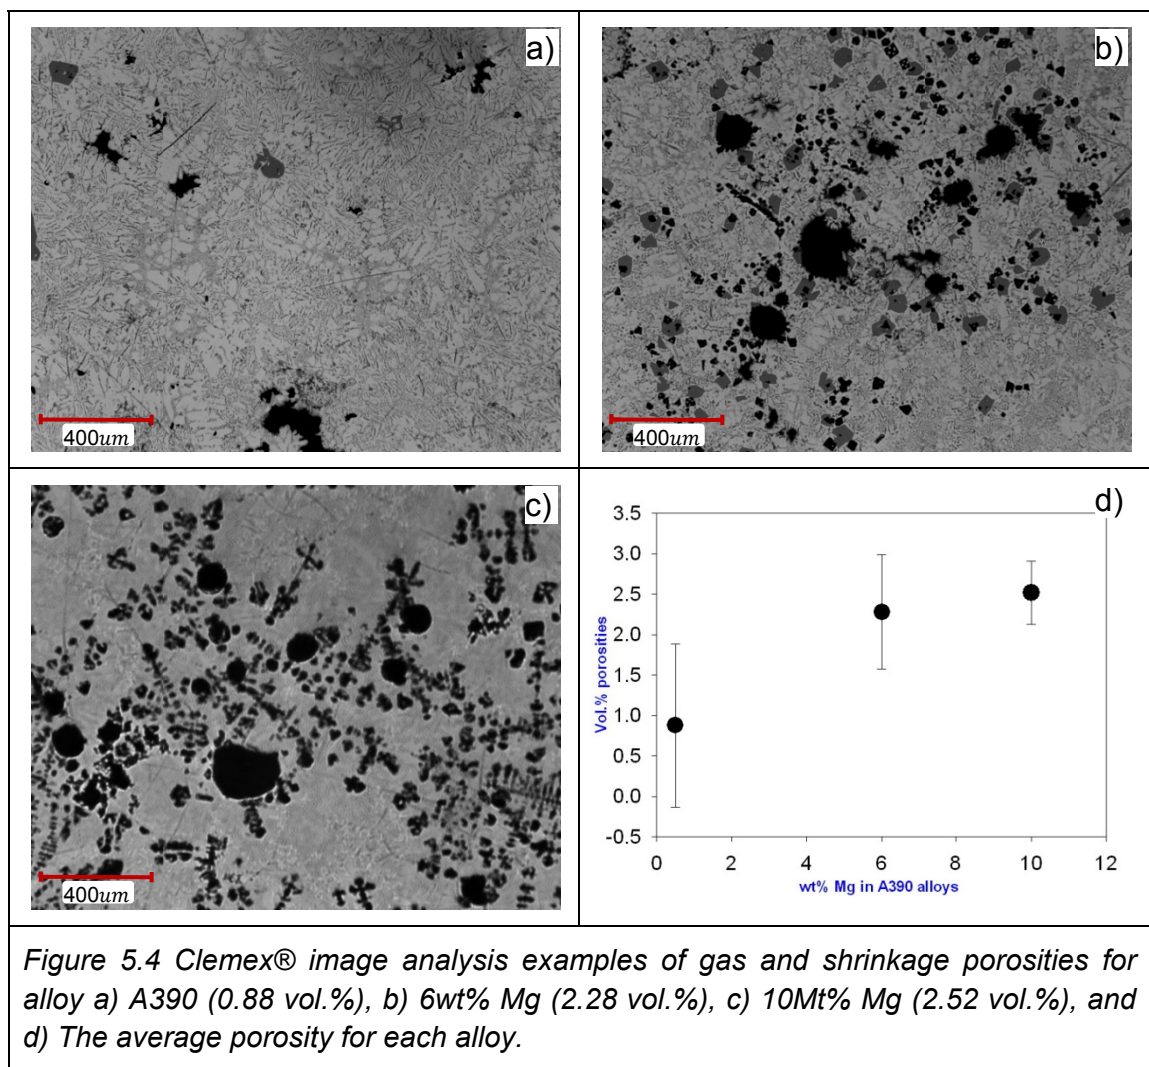 a)
b)
400um
400um
c)
d)
3.5
3.0
2.5
2.0
1.5
1.0
0.5
0.0
-0.5
Vol.% porosities
0 2 4 6 8 10 12
wt% Mg in A390 alloys
400um
Figure 5.4 Clemex® image analysis examples of gas and shrinkage porosities for
alloy a) A390 (0.88 vol.%), b) 6wt% Mg (2.28 vol.%), c) 10Mt% Mg (2.52 vol.%), and
d) The average porosity for each alloy.